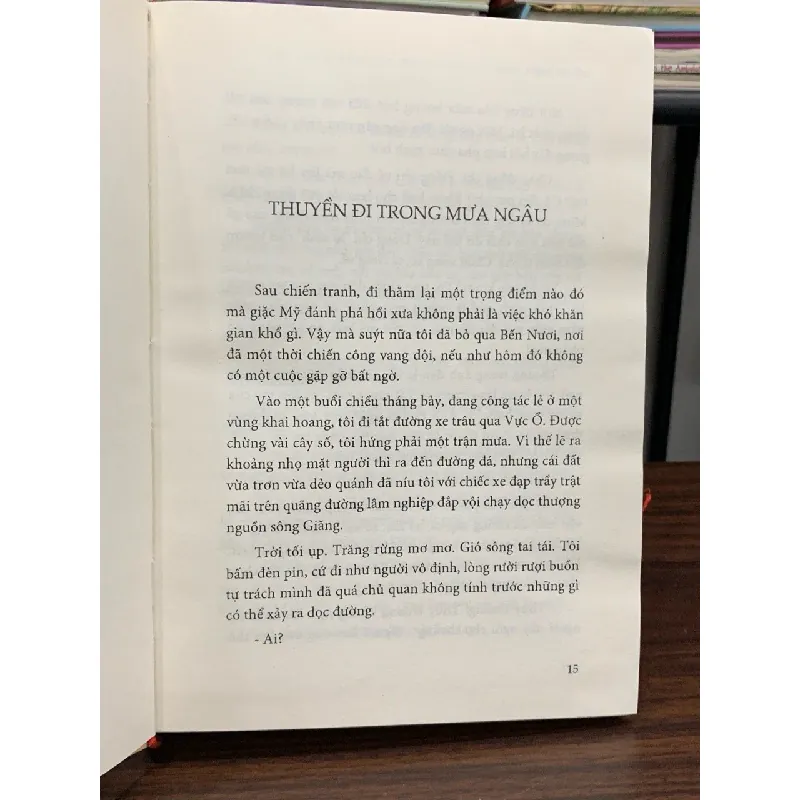 THUYỀN ĐI TRONG MƯA NGÂU
Sau chiến tranh, đi thăm lại một trọng điểm nào đó
mà giặc Mỹ đánh phá hồi xưa không phải là việc khó khăn
gian khổ gì. Vậy mà suýt nữa tôi đã bỏ qua Bến Nươi, nơi
đã một thời chiến công vang dội, nếu như hôm đó không
có một cuộc gặp gỡ bất ngờ.
Vào một buổi chiều tháng bảy, đang công tác lẻ ở một
vùng khai hoang, tôi đi tắt đường xe trâu qua Vực Ổ. Được
chừng vài cây số, tôi hứng phải một trận mưa. Vì thế lẽ ra
khoảng nhọ mặt người thì ra đến đường đá, nhưng cái đất
vừa trơn vừa dẻo quánh đã níu tôi với chiếc xe đạp trầy trật
mãi trên quãng đường lâm nghiệp đắp vội chạy dọc thượng
nguồn sông Giăng.
Trời tối ụp. Trăng rừng mơ mơ. Gió sông tai tái. Tôi
bấm đèn pin, cứ đi như người vô định, lòng rười rượi buồn
tự trách mình đã quá chủ quan không tính trước những gì
có thể xảy ra dọc đường.
- Ai?
15